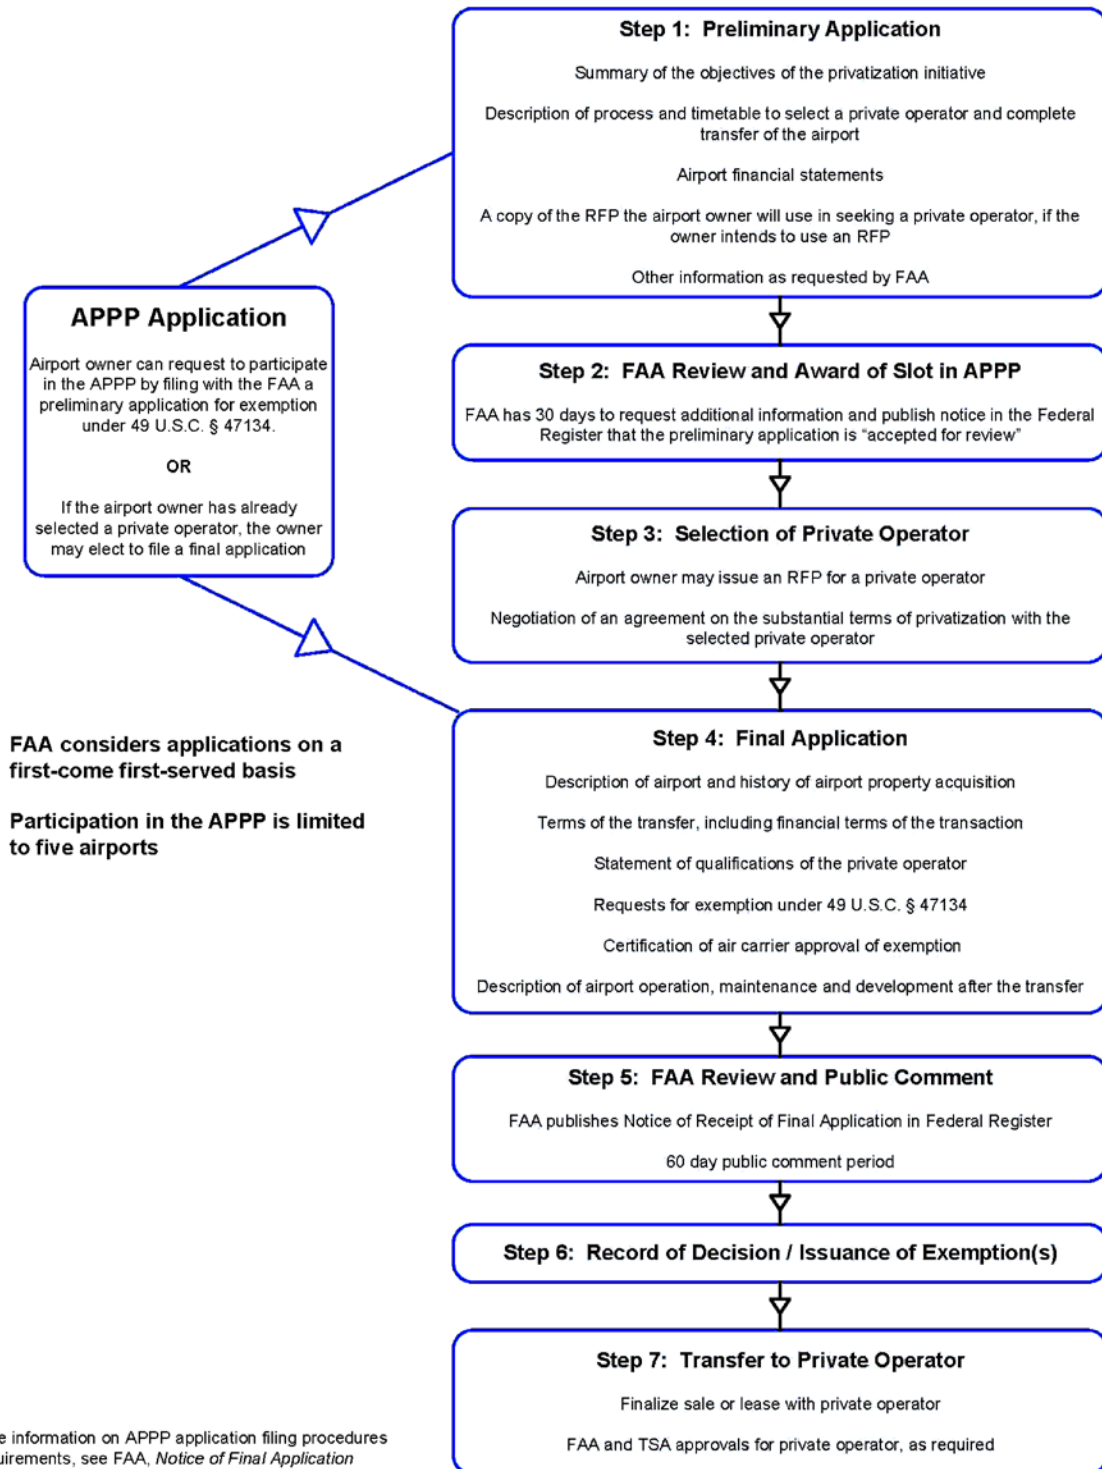 Step 1: Preliminary Application
Summary of the objectives of the privatization initiative
Description of process and timetable to select a private operator and complete
transfer of the airport
Airport financial statements
A copy of the RFP the airport owner will use in seeking a private operator, if the
owner intends to use an RFP
Other information as requested by FAA
APPP Application
Airport owner can request to participate
in the APPP by filing with the FAA a
preliminary application for exemption
under 49 U.S.C. § 47134.
OR
If the airport owner has already
selected a private operator, the owner
may elect to file a final application
Step 2: FAA Review and Award of Slot in APPP
FAA has 30 days to request additional information and publish notice in the Federal
Register that the preliminary application is “accepted for review”
Step 3: Selection of Private Operator
Airport owner may issue an RFP for a private operator
Negotiation of an agreement on the substantial terms of privatization with the
selected private operator
FAA considers applications on a
first-come first-served basis
Participation in the APPP is limited
to five airports
Step 4: Final Application
Description of airport and history of airport property acquisition
Terms of the transfer, including financial terms of the transaction
Statement of qualifications of the private operator
Requests for exemption under 49 U.S.C. § 47134
Certification of air carrier approval of exemption
Description of airport operation, maintenance and development after the transfer
Step 5: FAA Review and Public Comment
FAA publishes Notice of Receipt of Final Application in Federal Register
60 day public comment period
Step 6: Record of Decision / Issuance of Exemption(s)
Step 7: Transfer to Private Operator
Finalize sale or lease with private operator
FAA and TSA approvals for private operator, as required
e information on APPP application filing procedures
uirements, see FAA, Notice of Final Application